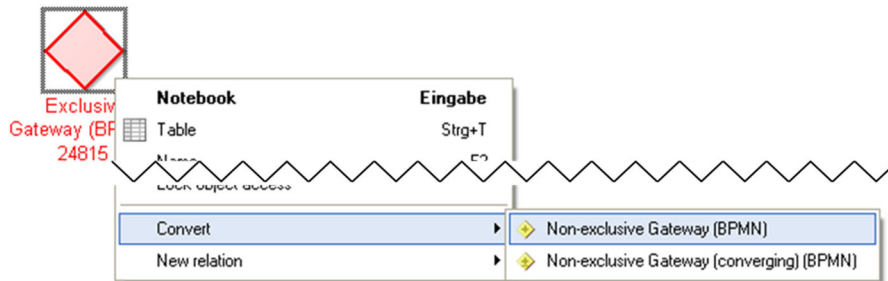 Exclusiv
Gateway (BP
24815
Notebook Eingabe
Table Strg+T
Convert
Non-exclusive Gateway (BPMN)
New relation
Non-exclusive Gateway (converging) (BPMN)